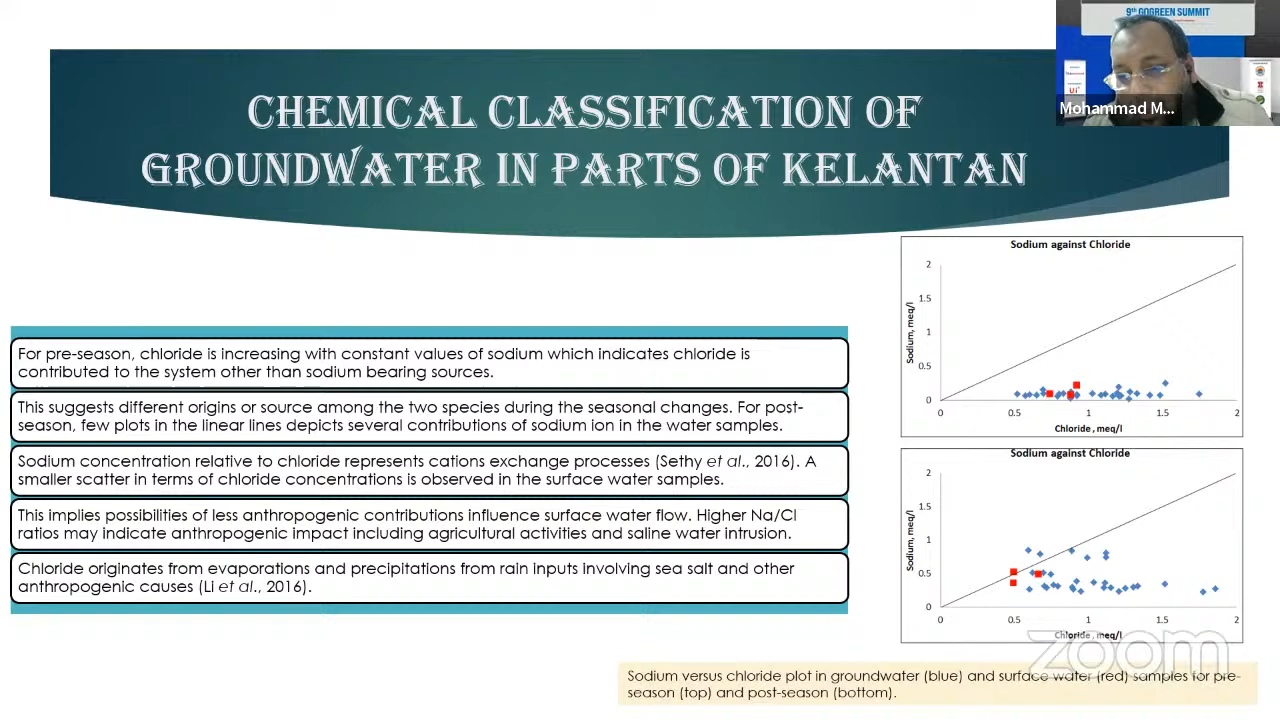 9th GOGREEN SUMMIT
Mohammad M...
CHEMICAL CLASSIFICATION OF
GROUNDWATER IN PARTS OF KELANTAN
For pre-season, chloride is increasing with constant values of sodium which indicates chloride is
contributed to the system other than sodium bearing sources.
This suggests different origins or source among the two species during the seasonal changes. For post-
season, few plots in the linear lines depicts several contributions of sodium ion in the water samples.
Sodium concentration relative to chloride represents cations exchange processes (Sethy et al., 2016). A
smaller scatter in terms of chloride concentrations is observed in the surface water samples.
This implies possibilities of less anthropogenic contributions influence surface water flow. Higher Na/Cl
ratios may indicate anthropogenic impact including agricultural activities and saline water intrusion.
Chloride originates from evaporations and precipitations from rain inputs involving sea salt and other
anthropogenic causes (Li et al., 2016).
Sodium against Chloride
Sodium, meq/l
2
1.5
1
0.5
0
0 0.5 1 1.5 2
Chloride , meq/l
Sodium against Chloride
Sodium, meq/l
2
1.5
1
0.5
0
0 0.5 1 1.5 2
Chloride , meq/l
zoom
Sodium versus chloride plot in groundwater (blue) and surface water (red) samples for pre-
season (top) and post-season (bottom).